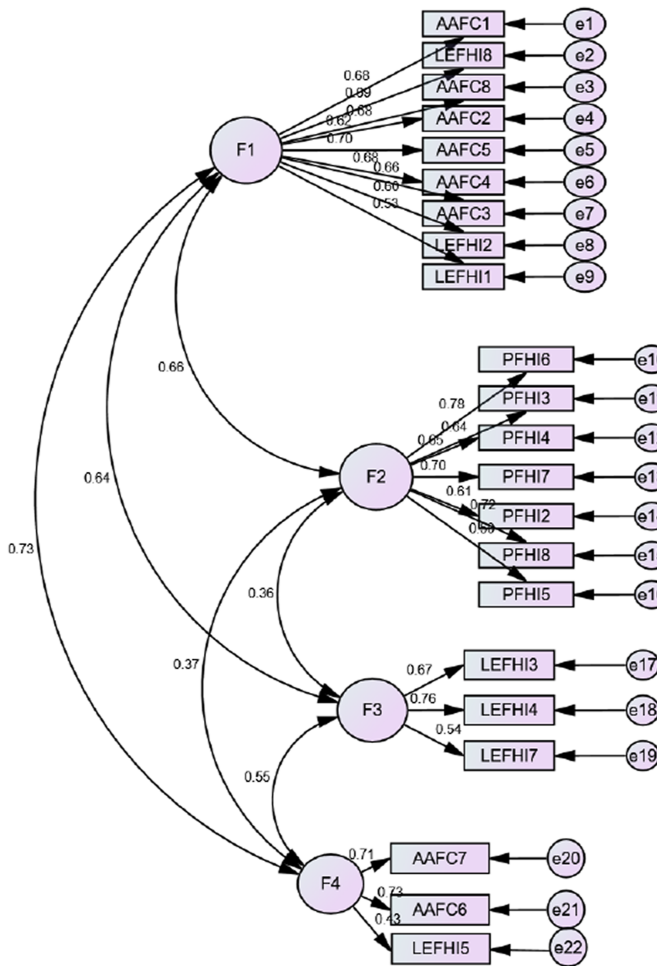 AAFC1 e1
LEFHI8 e2
0.68
AAFC8 e3
0.68
0.62
AAFC2 e4
0.70
F1
AAFC5 e5
0.68
0.66
AAFC4 e6
0.60
0.53
AAFC3 e7
LEFHI2 e8
LEFHI1 e9
PFHI6
0.66
PFHI3
0.78
0.64
PFHI4
0.65
0.70
F2
PFHI7
0.64
0.61
0.72
PFHI2
PFHI8
0.73
0.36
PFHI5
0.37
LEFHI3 e17
0.67
0.76
F3
LEFHI4 e18
0.54
LEFHI7 e19
0.55
0.71
AAFC7 e20
F4
0.73
AAFC6 e21
0.43
LEFHI5 e22